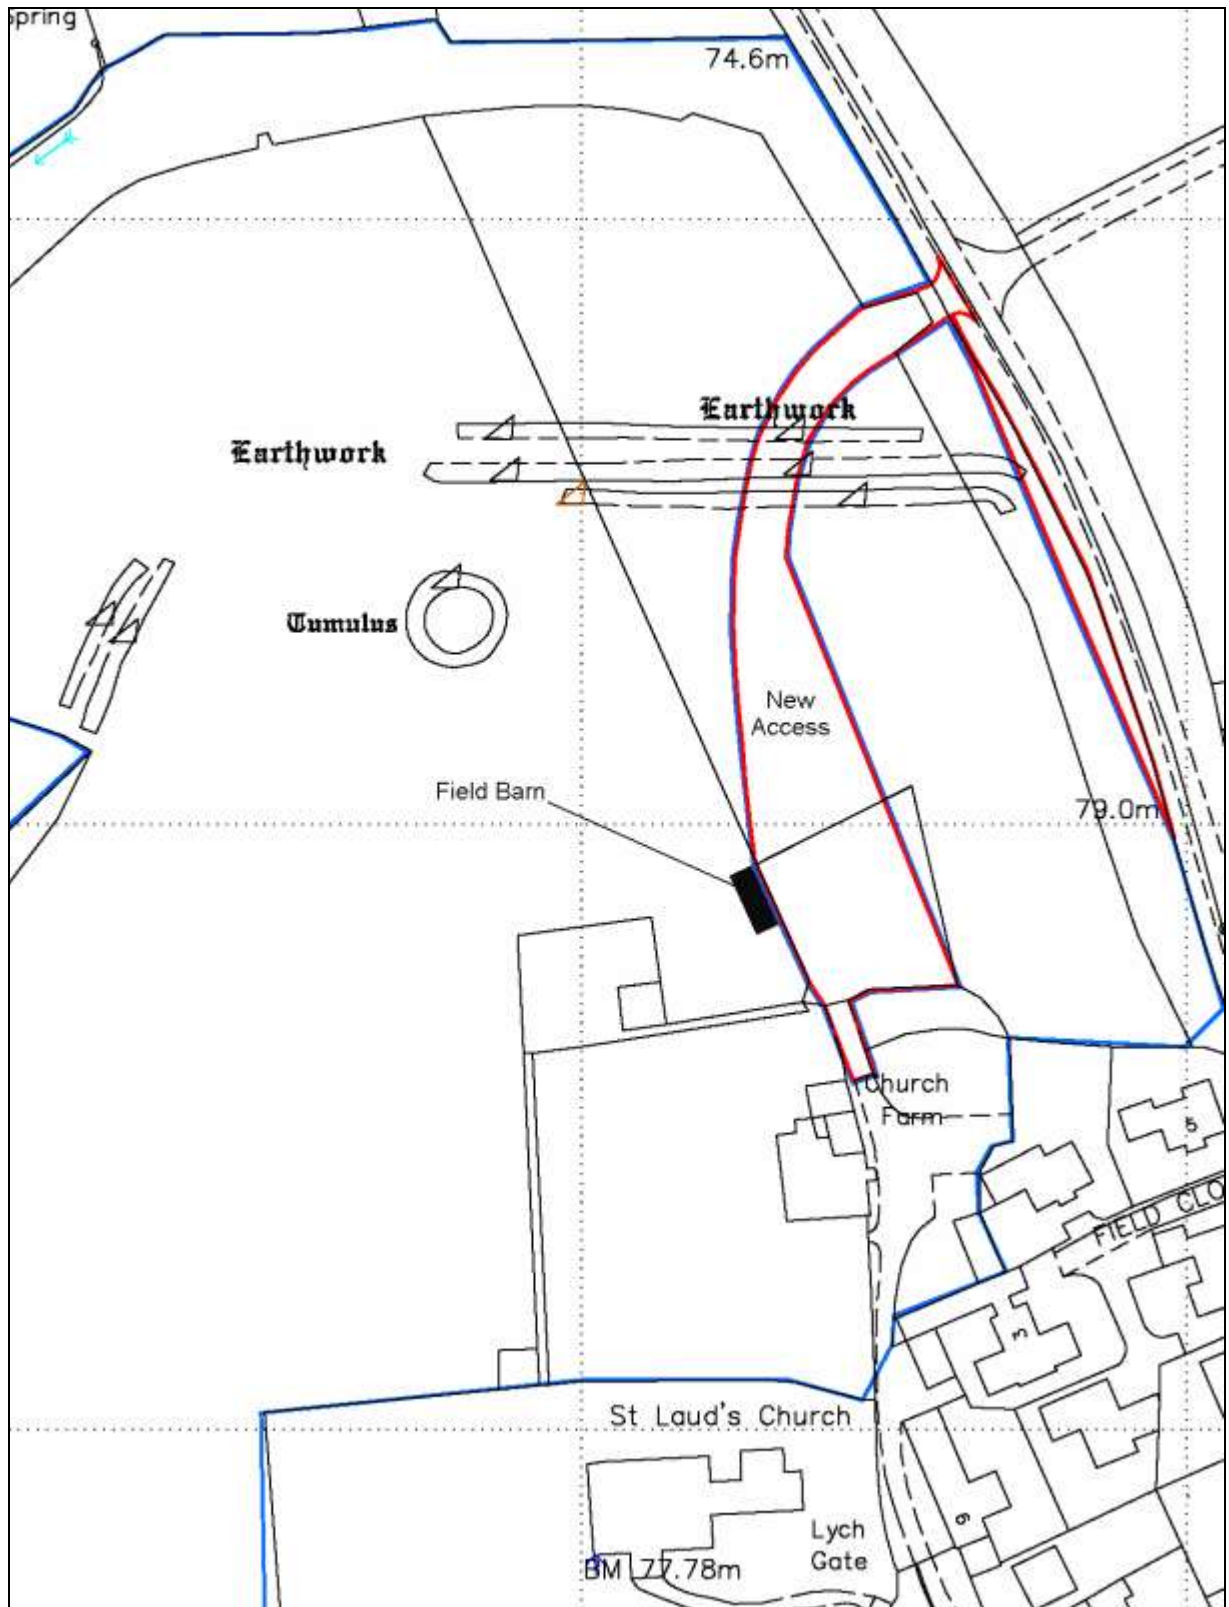 pring
74.6m
Earthwork
Earthwork
Tumulus
New
Access
Field Barn
79.0m
Church
Farm
5
FIELD CLO
3
St Laud's Church
9
Lych
Gate
BM 77.78m